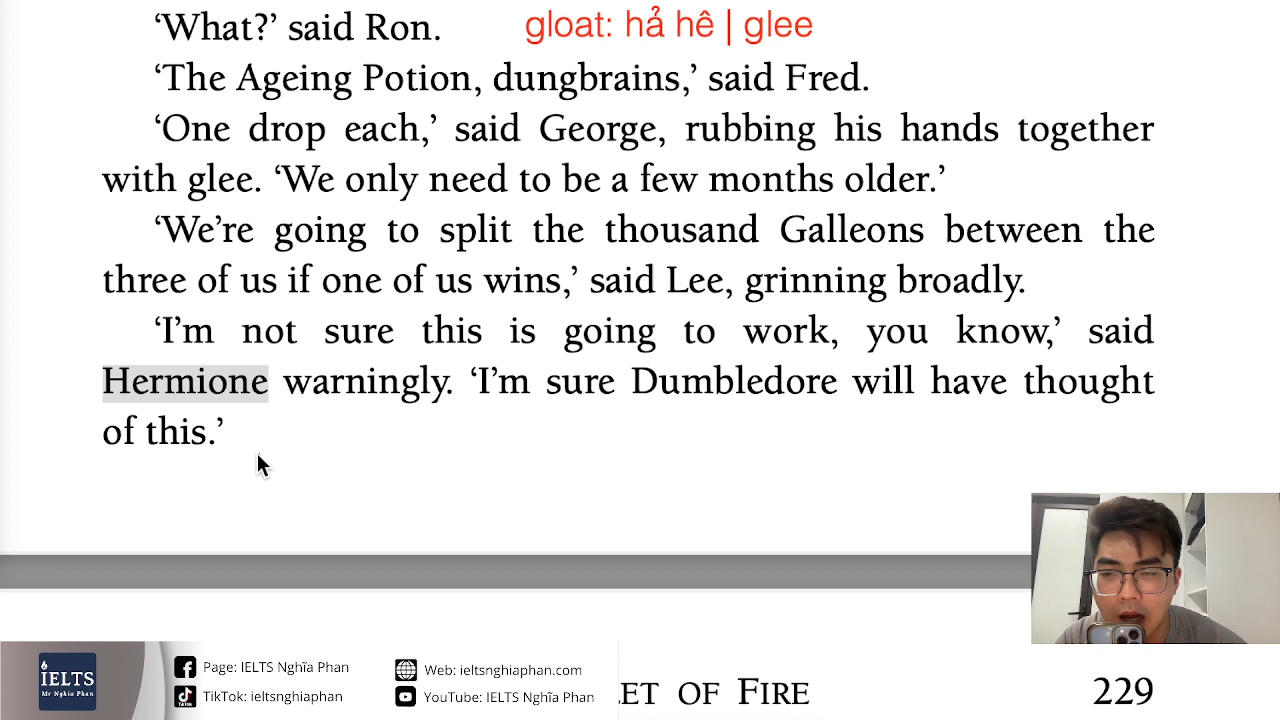 ‘What?’ said Ron.
gloat: hả hê | glee
‘The Ageing Potion, dungbrains,’ said Fred.
‘One drop each,’ said George, rubbing his hands together
with glee. ‘We only need to be a few months older.’
‘We’re going to split the thousand Galleons between the
three of us if one of us wins,’ said Lee, grinning broadly.
‘I’m not sure this is going to work, you know,’ said
Hermione warningly. ‘I’m sure Dumbledore will have thought
of this.’
IELTS
Mr Nghia Phan
Page: IELTS Nghĩa Phan
TikTok: ieltsnghiaphan
Web: ieltsnghiaphan.com
YouTube: IELTS Nghĩa Phan
LET OF FIRE
229